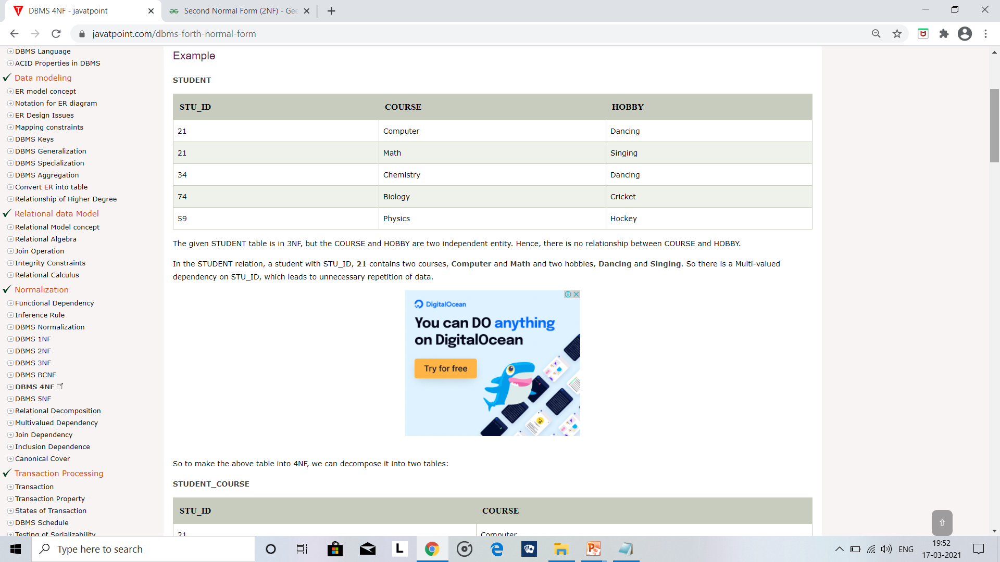 DBMS 4NF - javatpoint
Second Normal Form (2NF) - Gee
javatpoint.com/dbms-forth-normal-form
DBMS Language
ACID Properties in DBMS
Data modeling
ER model concept
Notation for ER diagram
ER Design Issues
Mapping constraints
DBMS Keys
DBMS Generalization
DBMS Specialization
DBMS Aggregation
Convert ER into table
Relationship of Higher Degree
Relational data Model
Relational Model concept
Relational Algebra
Join Operation
Integrity Constraints
Relational Calculus
Normalization
Functional Dependency
Inference Rule
DBMS Normalization
DBMS 1NF
DBMS 2NF
DBMS 3NF
DBMS BCNF
DBMS 4NF
DBMS 5NF
Relational Decomposition
Multivalued Dependency
Join Dependency
Inclusion Dependence
Canonical Cover
Transaction Processing
Transaction
Transaction Property
States of Transaction
DBMS Schedule
Testing of Serializability
Example
STUDENT
STU_ID COURSE HOBBY
21 Computer Dancing
21 Math Singing
34 Chemistry Dancing
74 Biology Cricket
59 Physics Hockey
The given STUDENT table is in 3NF, but the COURSE and HOBBY are two independent entity. Hence, there is no relationship between COURSE and HOBBY.
In the STUDENT relation, a student with STU_ID, 21 contains two courses, Computer and Math and two hobbies, Dancing and Singing. So there is a Multi-valued
dependency on STU_ID, which leads to unnecessary repetition of data.
DigitalOcean
You can DO anything
on DigitalOcean
Try for free
So to make the above table into 4NF, we can decompose it into two tables:
STUDENT_COURSE
STU_ID COURSE
21 Computer
Type here to search
L
ENG
19:52
17-03-2021